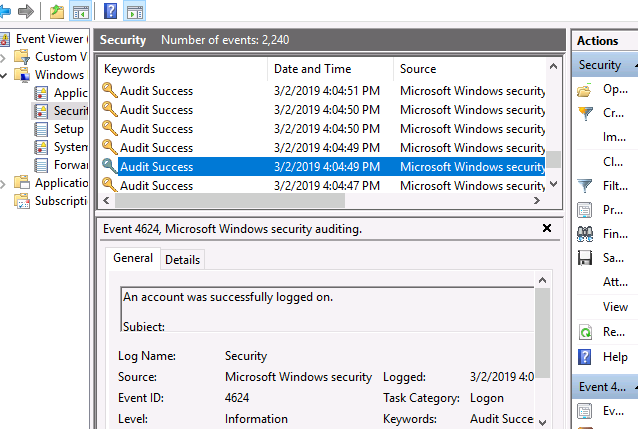 Event Viewer (
Custom V
Windows
Applic
Securit
Setup
System
Forwar
Application
Subscripti
Security Number of events: 2,240
Keywords Date and Time Source
Audit Success 3/2/2019 4:04:51 PM Microsoft Windows security
Audit Success 3/2/2019 4:04:50 PM Microsoft Windows security
Audit Success 3/2/2019 4:04:50 PM Microsoft Windows security
Audit Success 3/2/2019 4:04:49 PM Microsoft Windows security
Audit Success 3/2/2019 4:04:49 PM Microsoft Windows security
Audit Success 3/2/2019 4:04:47 PM Microsoft Windows security
Event 4624, Microsoft Windows security auditing.
General Details
An account was successfully logged on.
Subject:
Log Name: Security
Source: Microsoft Windows security Logged: 3/2/2019 4:0
Event ID: 4624 Task Category: Logon
Level: Information Keywords: Audit Succe
Actions
Security
Op...
Cr...
Im...
Cl...
Filt...
Pr...
Fin...
Sa...
Att...
View
Re...
Help
Event 4...
Ev...